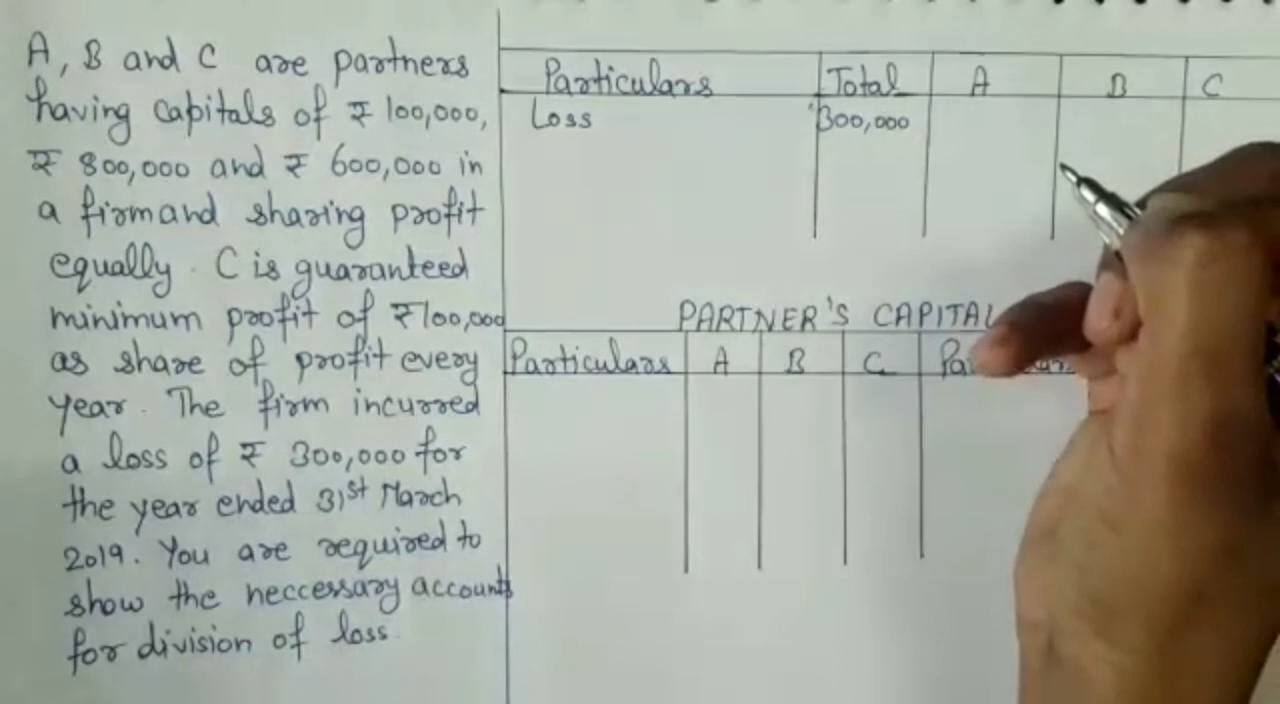 A, B and C are partners
having capitals of ₹ 100,000,
₹ 800,000 and ₹ 600,000 in
a firm and sharing profit
equally. C is guaranteed
minimum profit of ₹100,000
as share of profit every
year. The firm incurred
a loss of ₹ 300,000 for
the year ended 31st March
2019. You are required to
show the neccessary accounts
for division of loss.
Particulars Total A B C
Loss 300,000
PARTNER'S CAPITAL
Particulars A B C